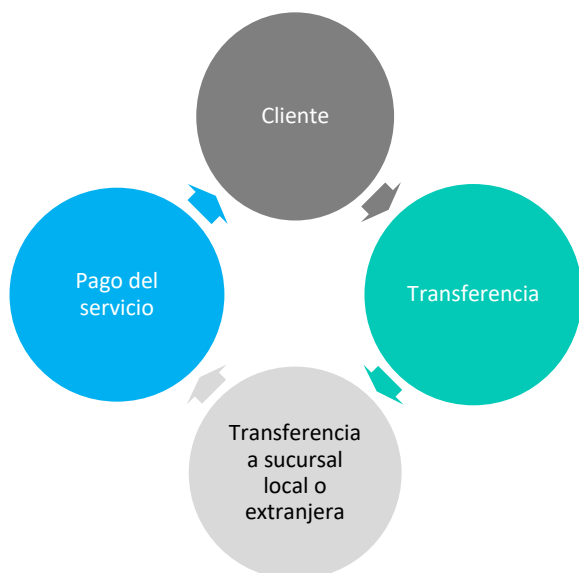 Cliente
Pago del
servicio
Transferencia
Transferencia
a sucursal
local o
extranjera